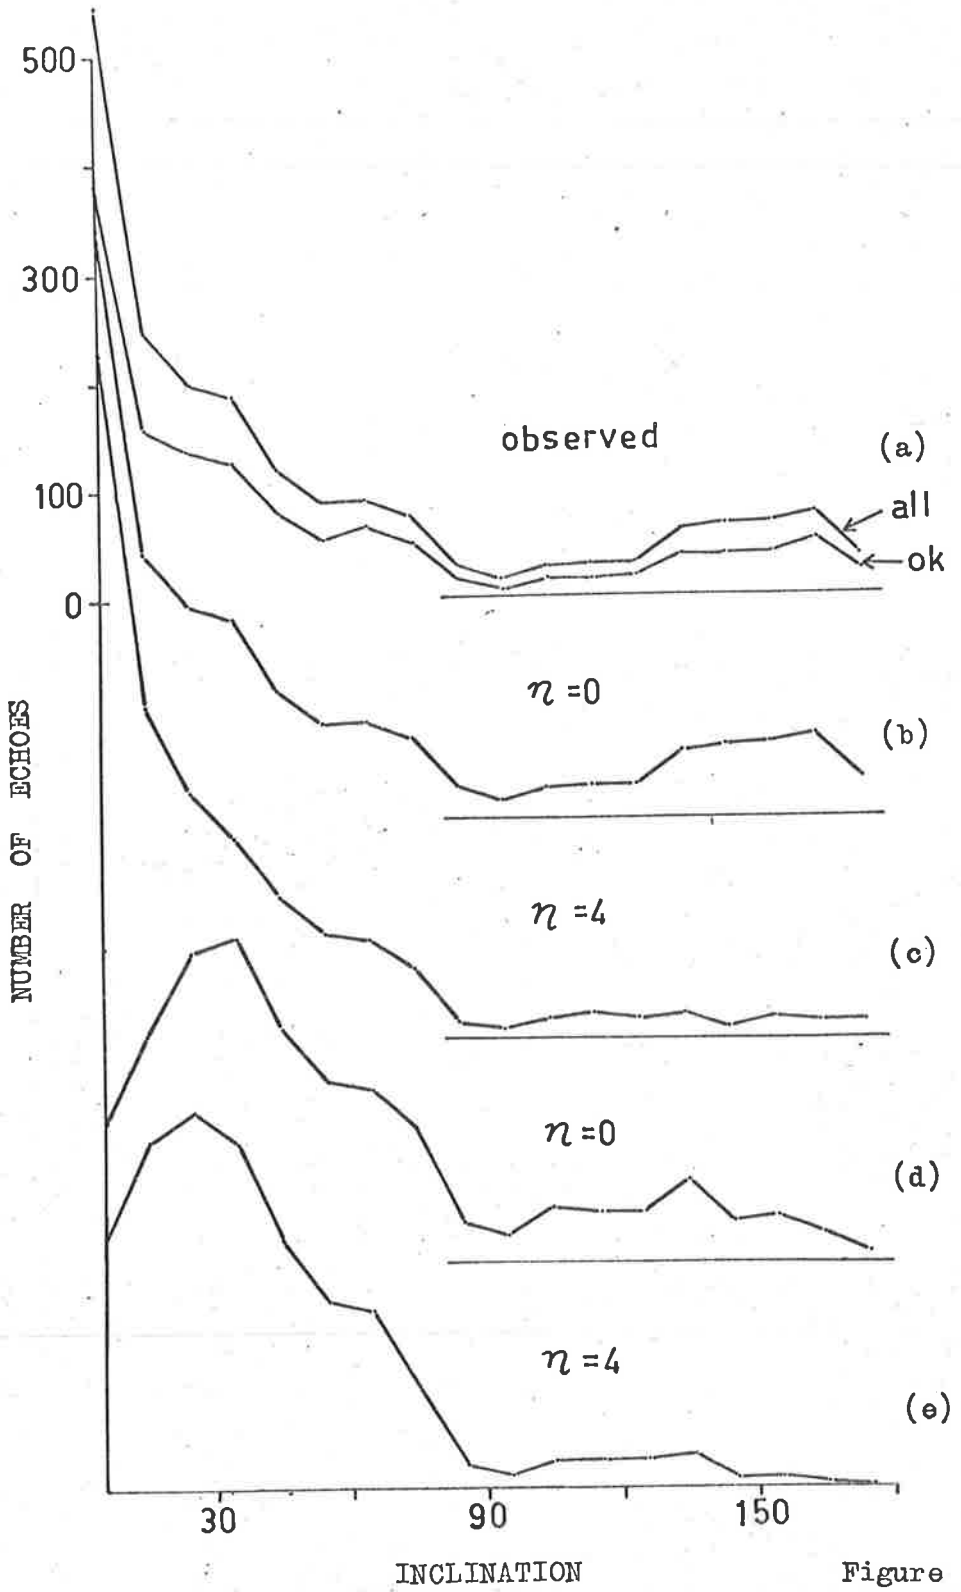 500
300
observed
(a)
100
all
ok
0
η =0
(b)
NUMBER OF ECHOES
η =4
(c)
η =0
(d)
η =4
(e)
30
90
150
INCLINATION
Figure